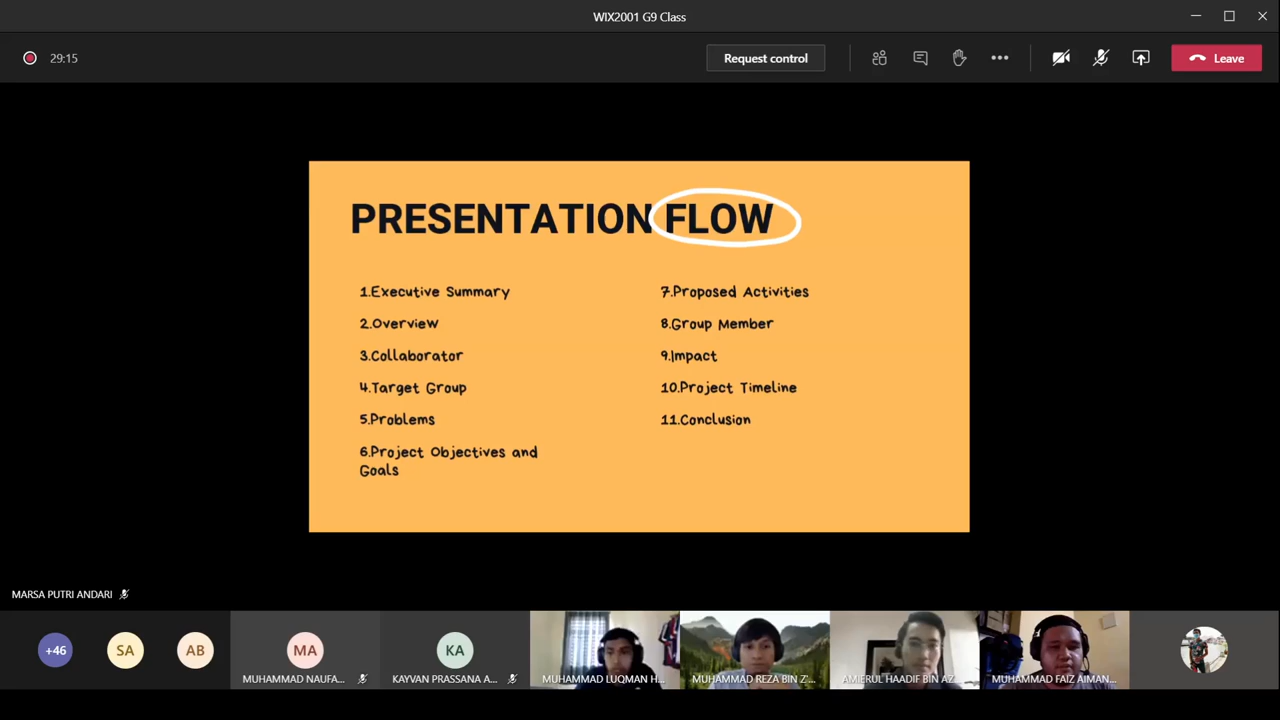 WIX2001 G9 Class
29:15
Request control
Leave
PRESENTATION FLOW
1.Executive Summary
2.Overview
3.Collaborator
4.Target Group
5.Problems
6.Project Objectives and
Goals
7.Proposed Activities
8.Group Member
9.Impact
10.Project Timeline
11.Conclusion
MARSA PUTRI ANDARI
+46
SA
AB
MA
MUHAMMAD NAUFA...
KA
KAYVAN PRASSANA A...
MUHAMMAD LUQMAN H...
MUHAMMAD REZA BIN Z'...
AMIERUL HAADIF BIN AZ...
MUHAMMAD FAIZ AIMAN...